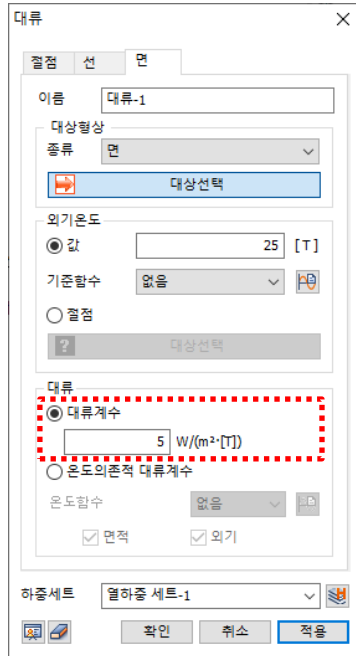 대류
절점 선 면
이름 대류-1
대상형상
종류 면
대상선택
외기온도
값 25 [T]
기준함수 없음
절점
? 대상선택
대류
대류계수
5 W/(m²·[T])
온도의존적 대류계수
온도함수 없음
면적 외기
하중세트 열하중 세트-1
확인 취소 적용